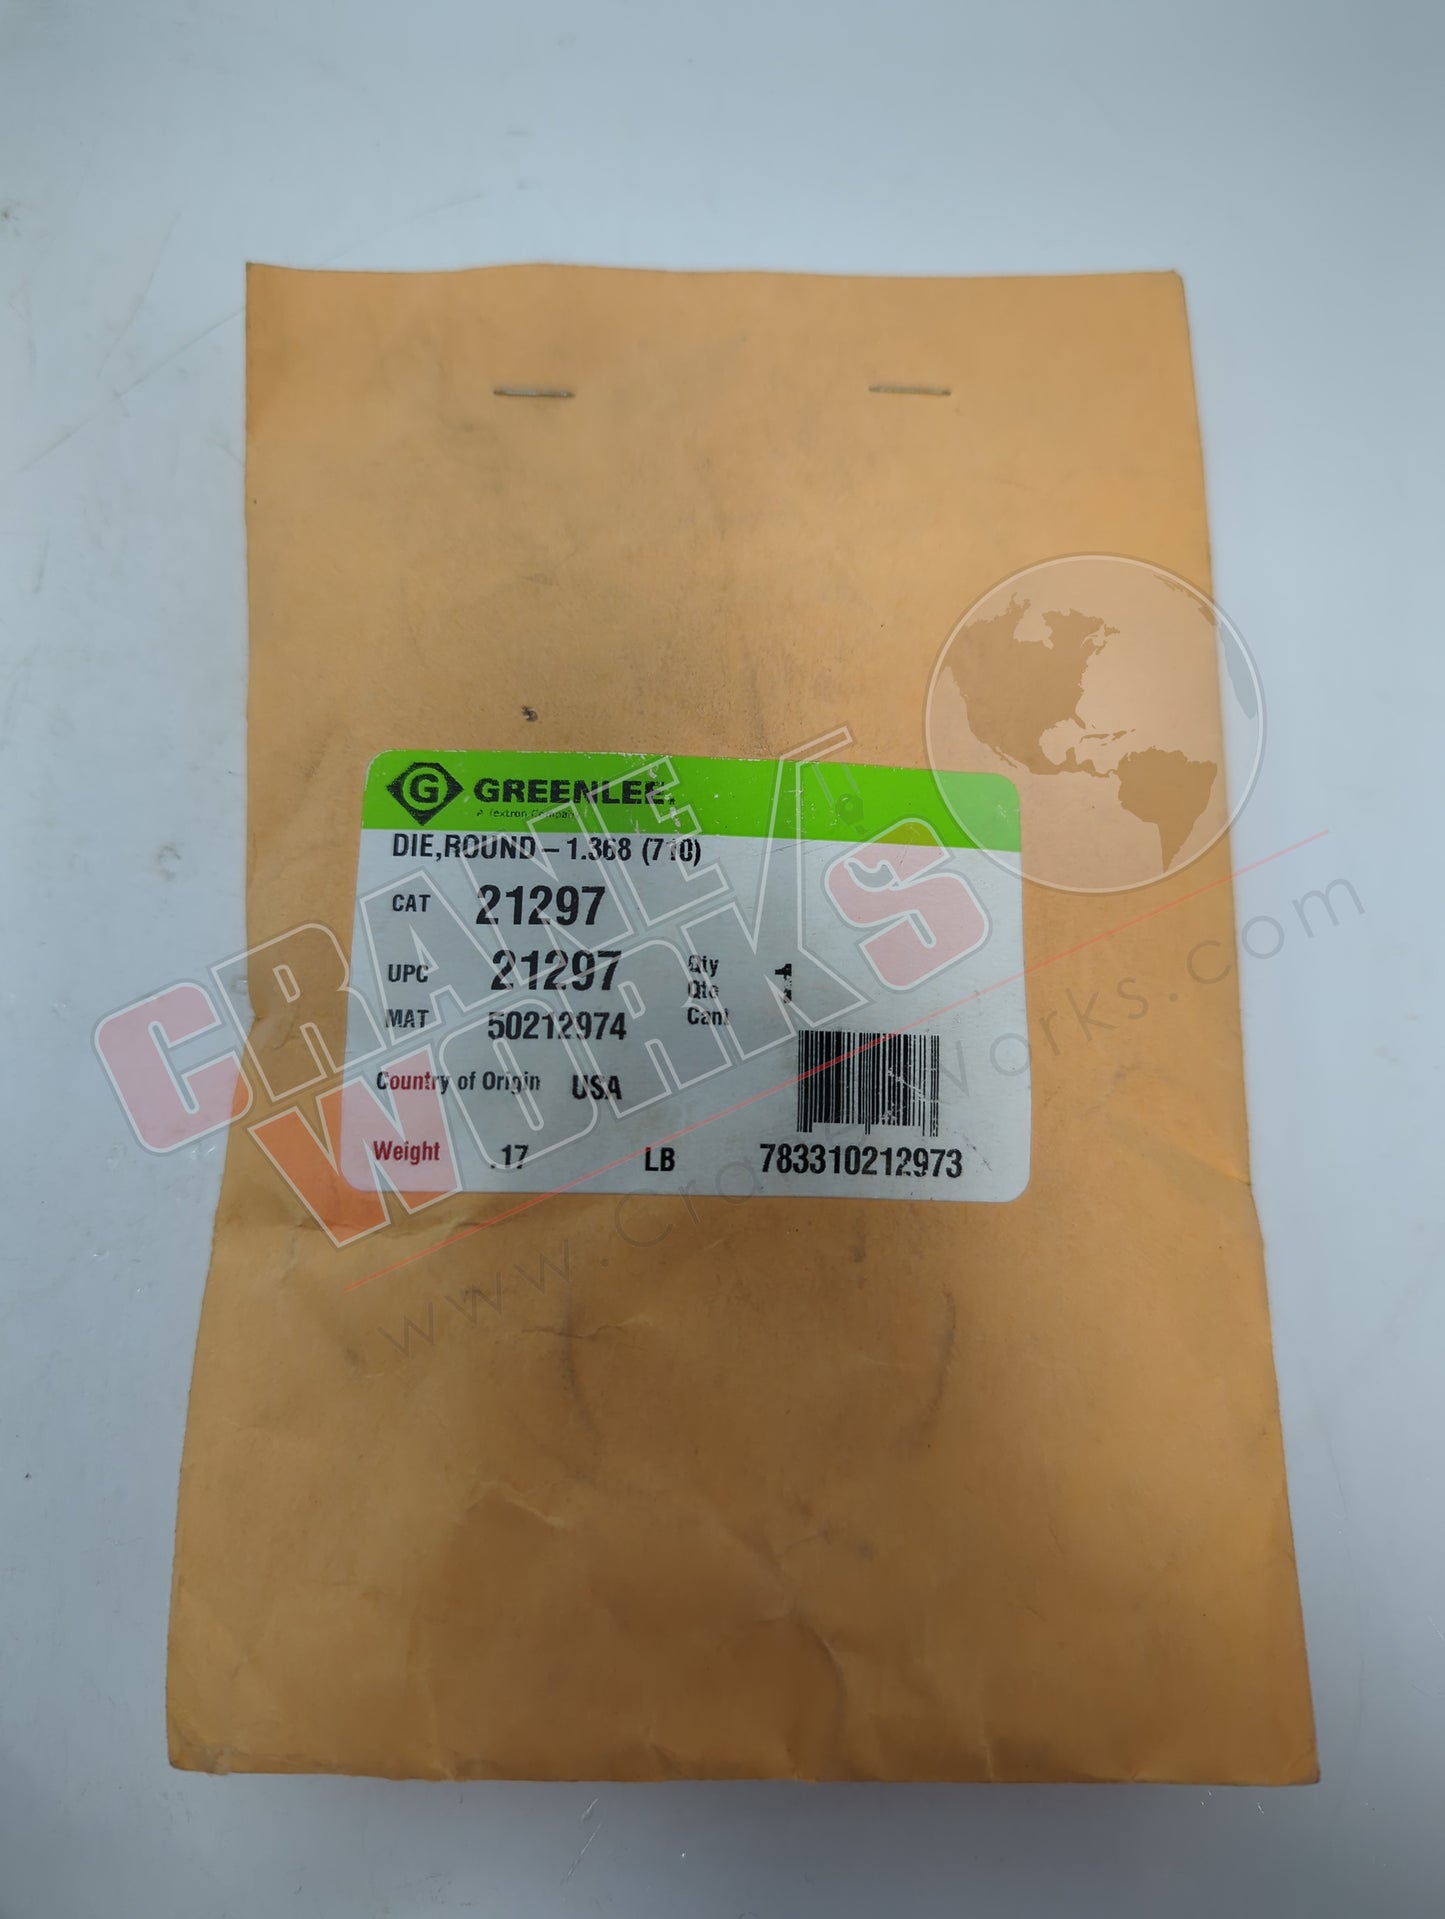 G GREENLEE.
A Textron Company
DIE,ROUND – 1.368 (710)
CAT 21297
UPC 21297 Qty 1
Qte
MAT 50212974 Cant
Country of Origin USA
Weight .17 LB 783310212973
CRANE WORKS
www.CraneWorks.com